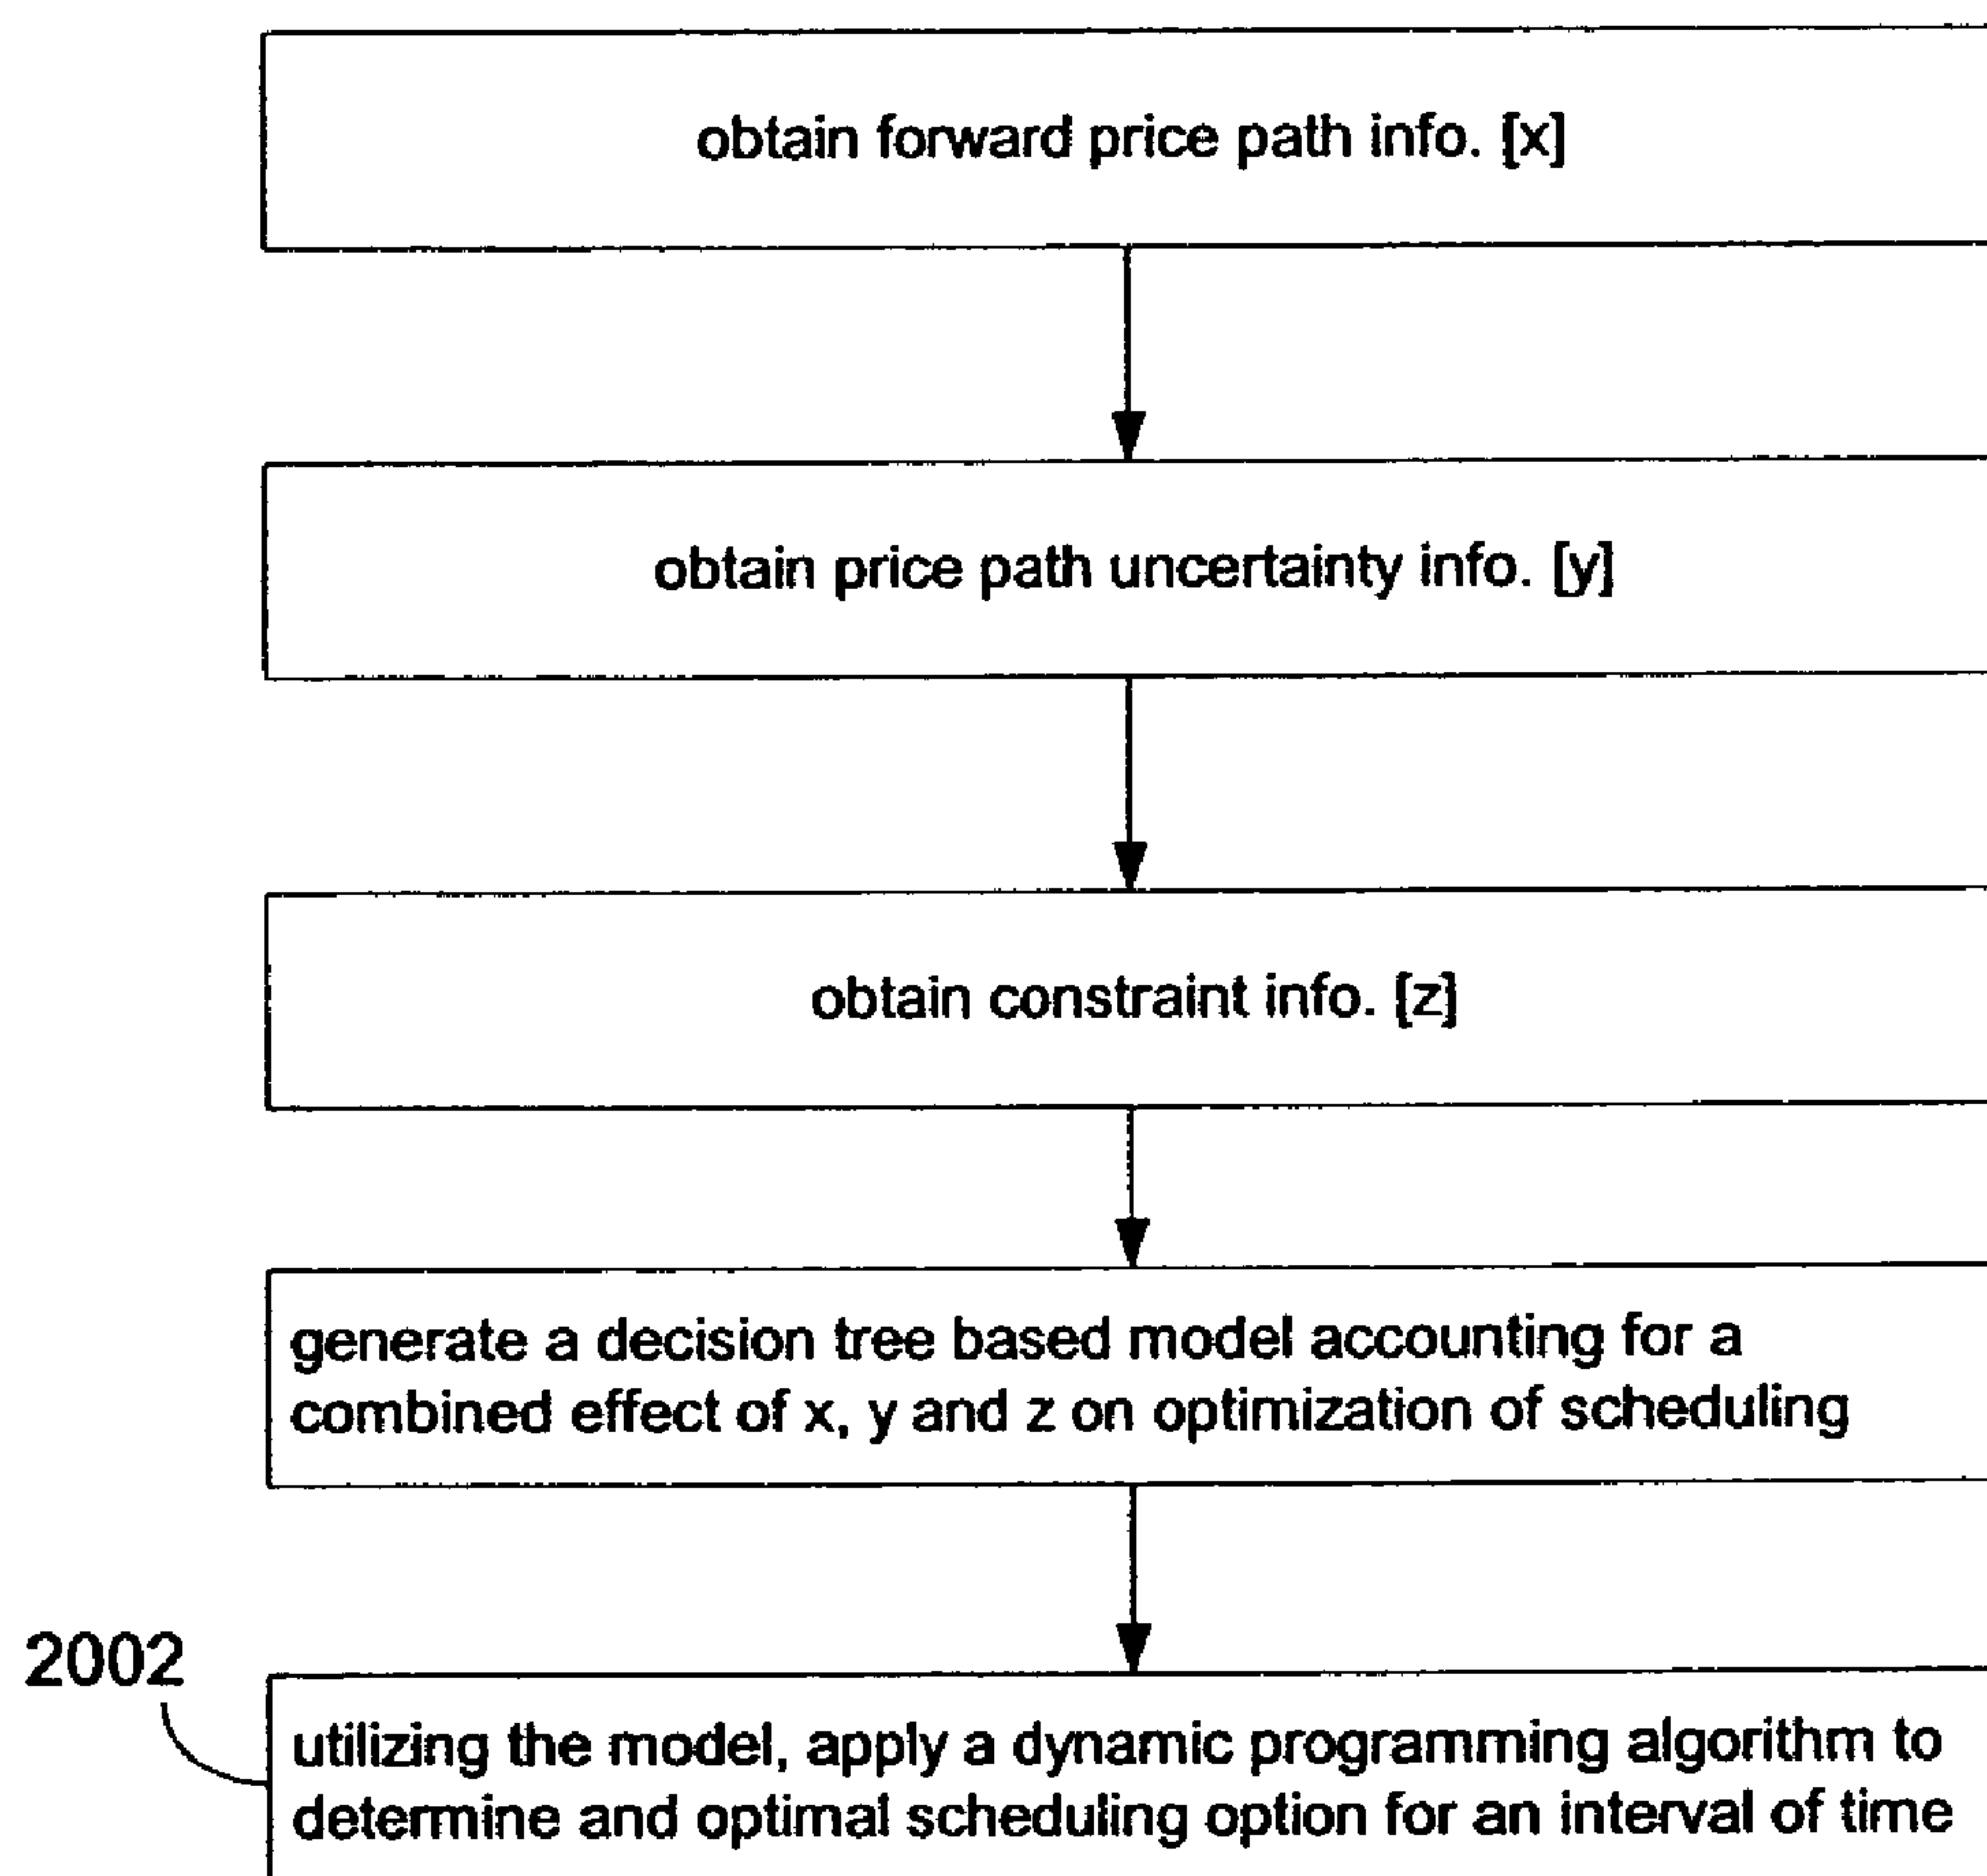 obtain forward price path info. [x]
obtain price path uncertainty info. [y]
obtain constraint info. [z]
generate a decision tree based model accounting for a
combined effect of x, y and z on optimization of scheduling
2002
utilizing the model, apply a dynamic programming algorithm to
determine and optimal scheduling option for an interval of time